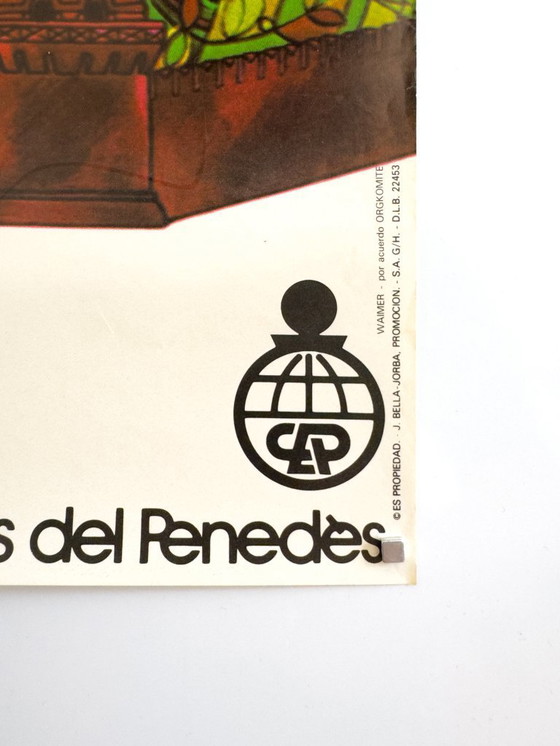 WAIMER - por acuerdo ORGKOMITE
© ES PROPIEDAD. - J. BELLA-JORBA, PROMOCION. - S.A. G/H. - D.L.B. 22453
CEP
s del Penedès